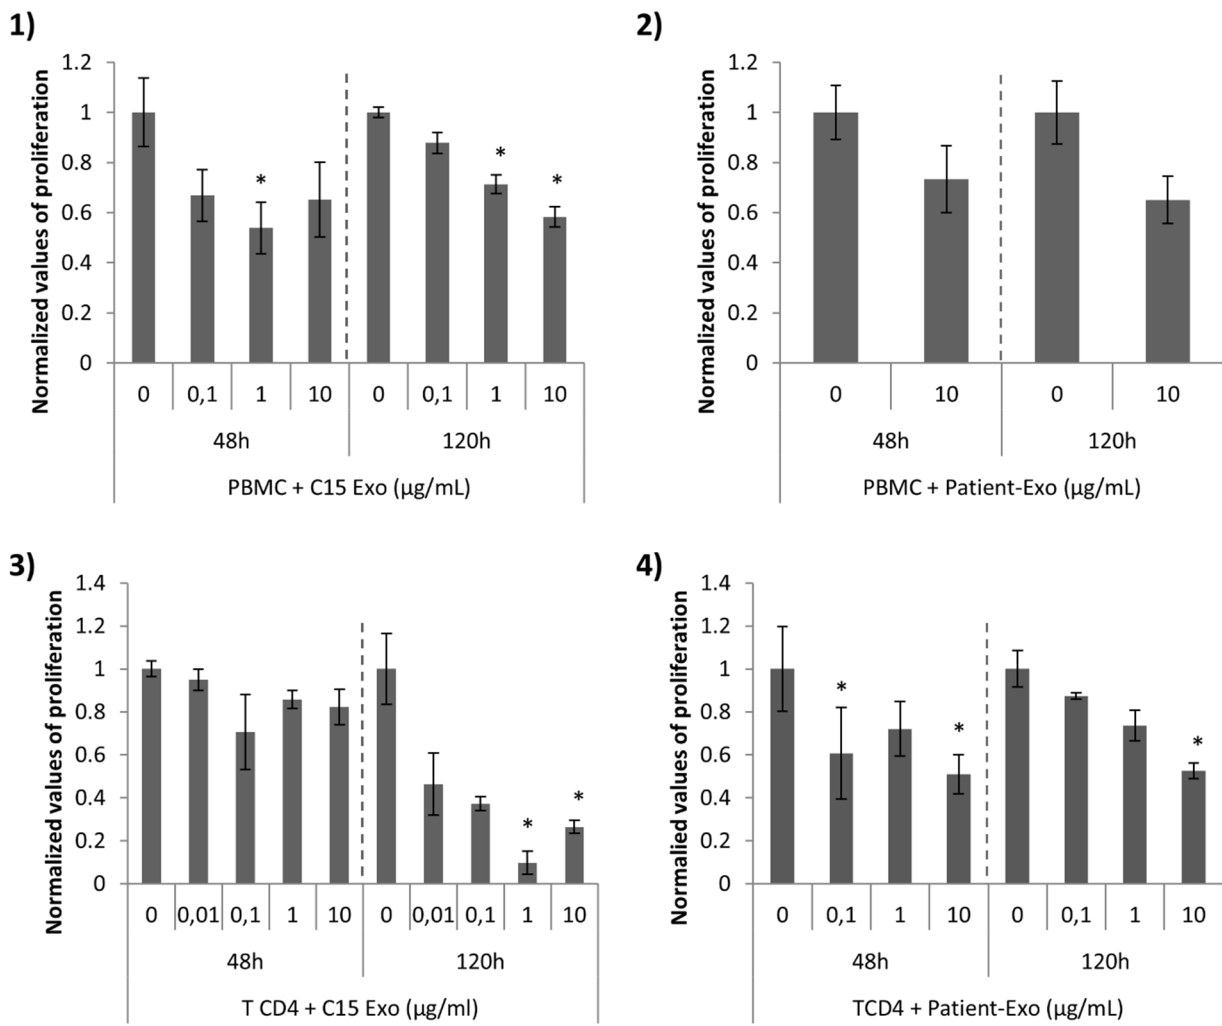 1)
Normalized values of proliferation
1.2
1
0.8
0.6
0.4
0.2
0
*
*
*
0 0,1 1 10 0 0,1 1 10
48h 120h
PBMC + C15 Exo (µg/mL)
2)
Normalized values of proliferation
1.2
1
0.8
0.6
0.4
0.2
0
0 10 0 10
48h 120h
PBMC + Patient-Exo (µg/mL)
3)
Normalized values of proliferation
1.4
1.2
1
0.8
0.6
0.4
0.2
0
*
*
0 0,01 0,1 1 10 0 0,01 0,1 1 10
48h 120h
T CD4 + C15 Exo (µg/ml)
4)
Normalied values of proliferation
1.4
1.2
1
0.8
0.6
0.4
0.2
0
*
*
*
0 0,1 1 10 0 0,1 1 10
48h 120h
TCD4 + Patient-Exo (µg/mL)